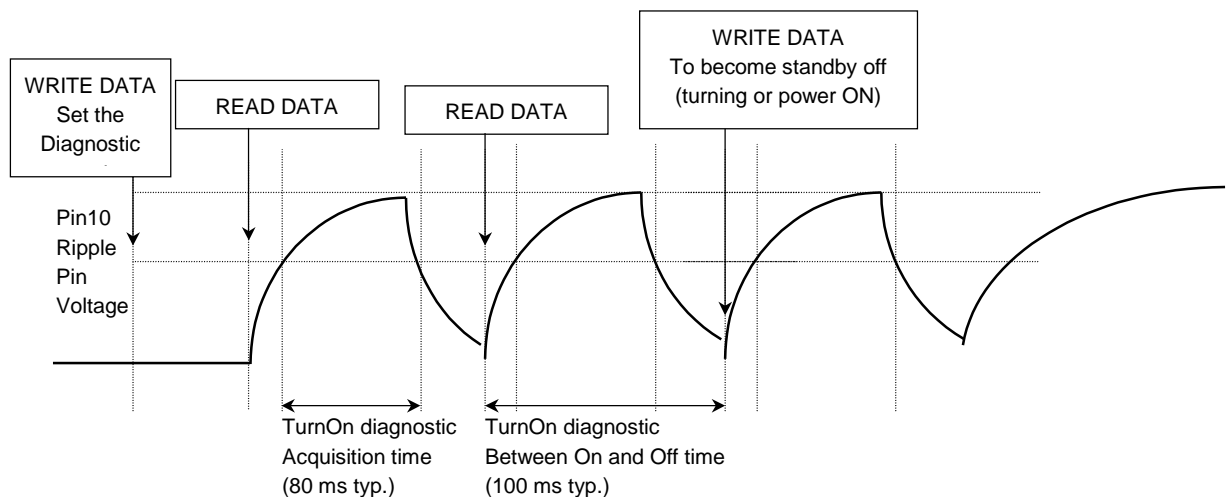 WRITE DATA
Set the
Diagnostic
READ DATA
READ DATA
WRITE DATA
To become standby off
(turning or power ON)
Pin10
Ripple
Pin
Voltage
TurnOn diagnostic
Acquisition time
(80 ms typ.)
TurnOn diagnostic
Between On and Off time
(100 ms typ.)